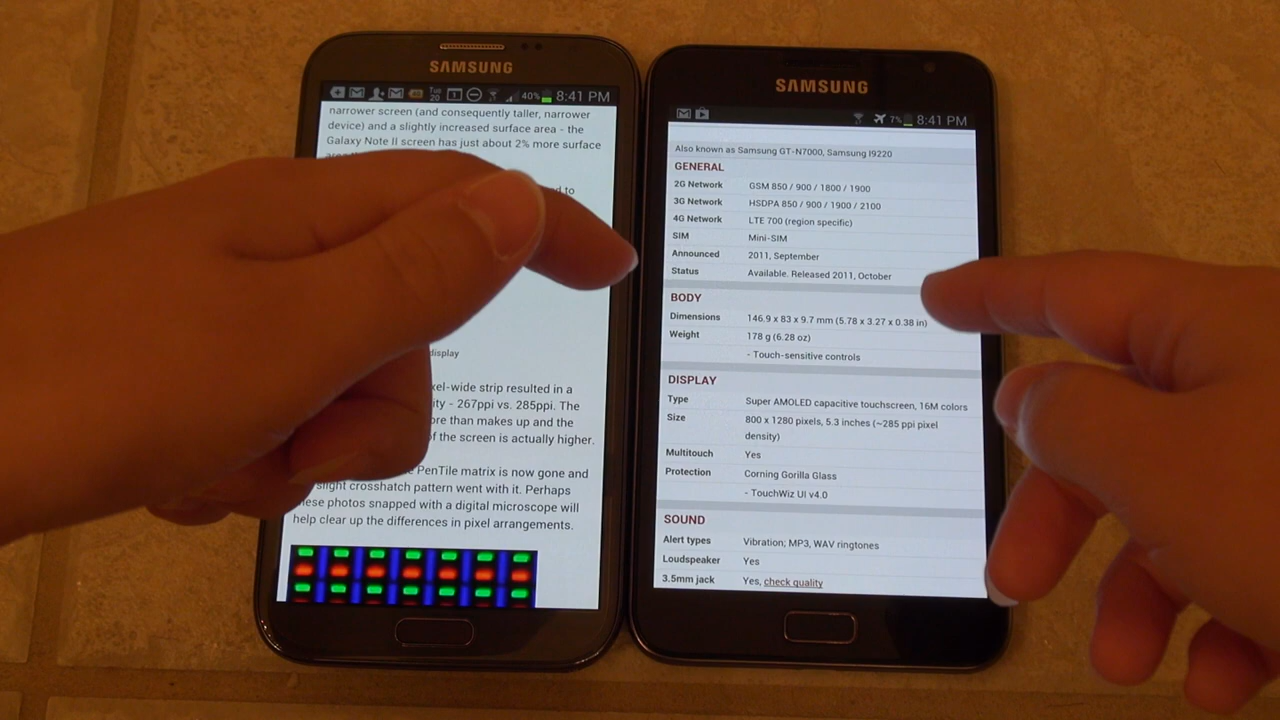 SAMSUNG
Tue
20
1
40%
8:41 PM
narrower screen (and consequently taller, narrower
device) and a slightly increased surface area - the
Galaxy Note II screen has just about 2% more surface
to
display
xel-wide strip resulted in a
ity - 267ppi vs. 285ppi. The
ore than makes up and the
of the screen is actually higher.
PenTile matrix is now gone and
slight crosshatch pattern went with it. Perhaps
these photos snapped with a digital microscope will
help clear up the differences in pixel arrangements.
SAMSUNG
7%
8:41 PM
Also known as Samsung GT-N7000, Samsung I9220
GENERAL
2G Network GSM 850 / 900 / 1800 / 1900
3G Network HSDPA 850 / 900 / 1900 / 2100
4G Network LTE 700 (region specific)
SIM Mini-SIM
Announced 2011, September
Status Available. Released 2011, October
BODY
Dimensions 146.9 x 83 x 9.7 mm (5.78 x 3.27 x 0.38 in)
Weight 178 g (6.28 oz)
- Touch-sensitive controls
DISPLAY
Type Super AMOLED capacitive touchscreen, 16M colors
Size 800 x 1280 pixels, 5.3 inches (~285 ppi pixel
density)
Multitouch Yes
Protection Corning Gorilla Glass
- TouchWiz UI v4.0
SOUND
Alert types Vibration; MP3, WAV ringtones
Loudspeaker Yes
3.5mm jack Yes, check quality